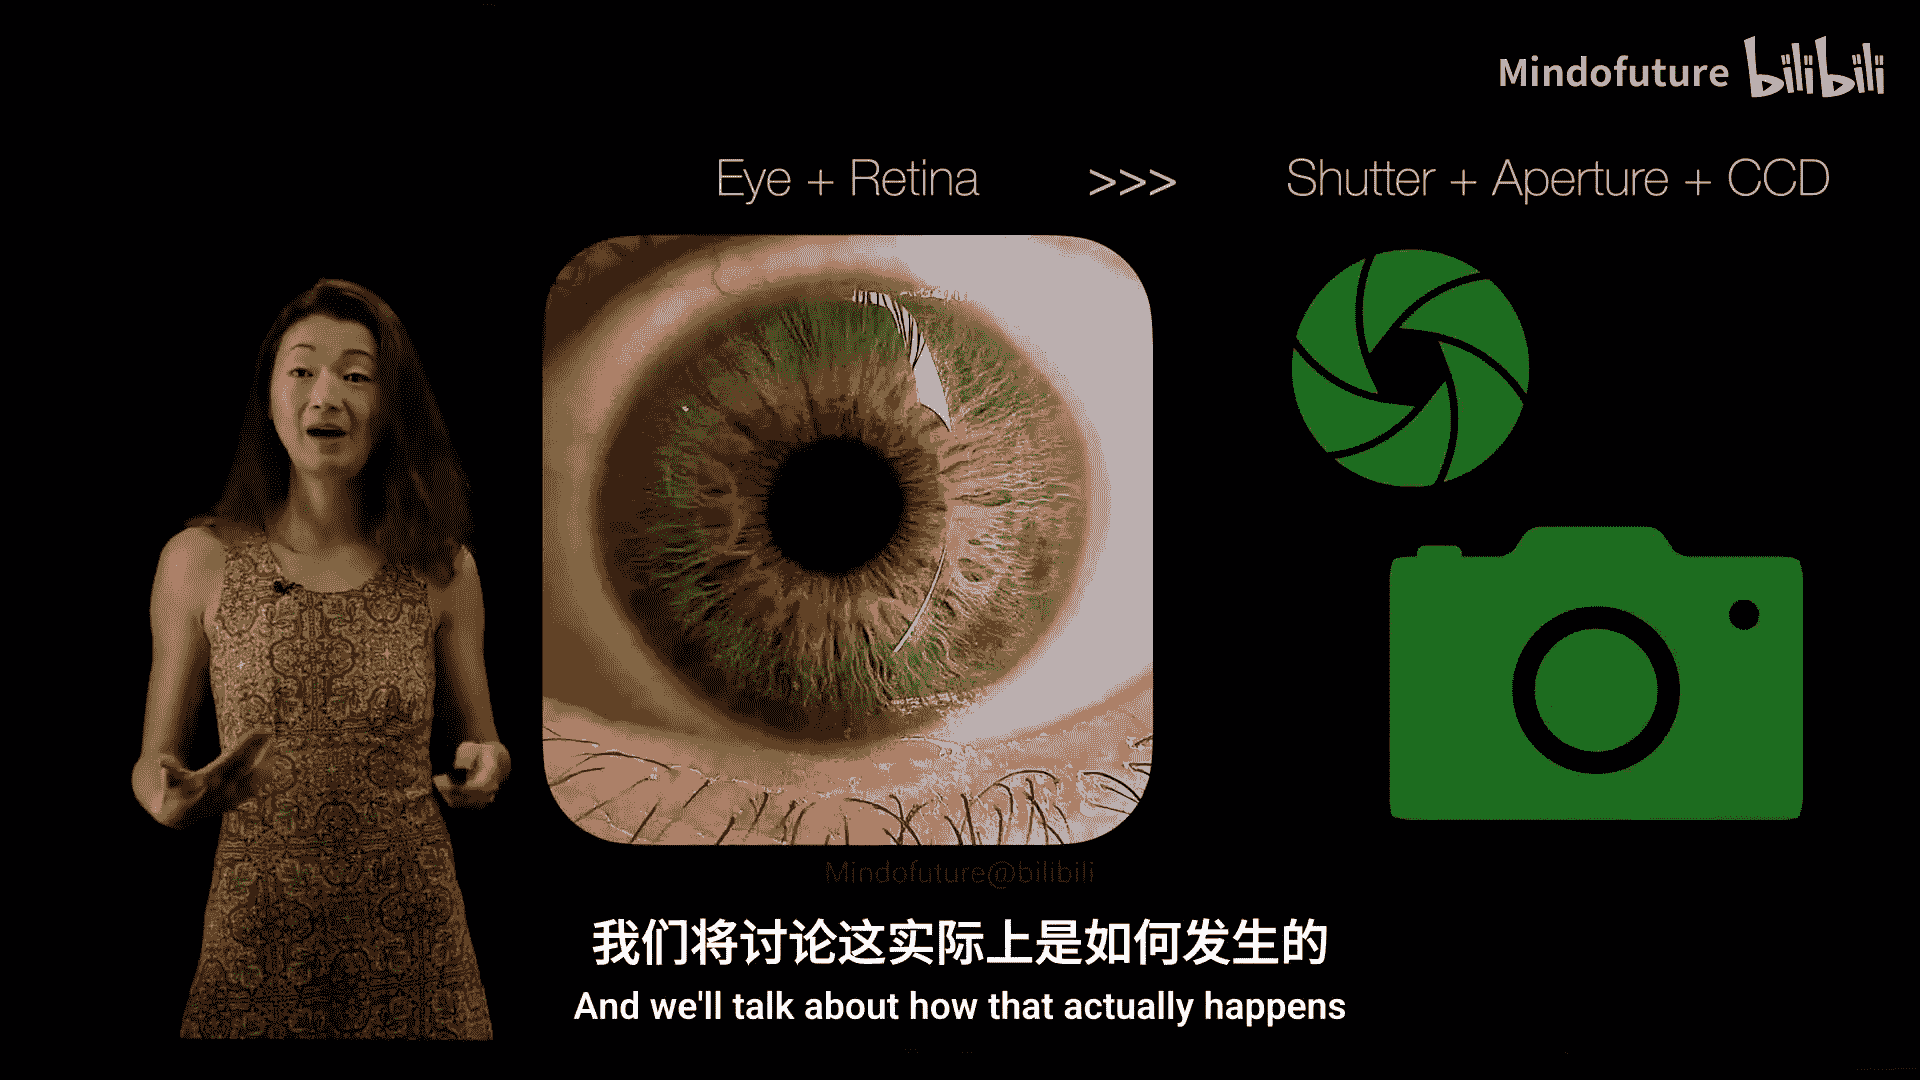 Mindofuture bilibili
Eye + Retina >>> Shutter + Aperture + CCD
Mindofuture@bilibili
我们将讨论这实际上是如何发生的
And we'll talk about how that actually happens